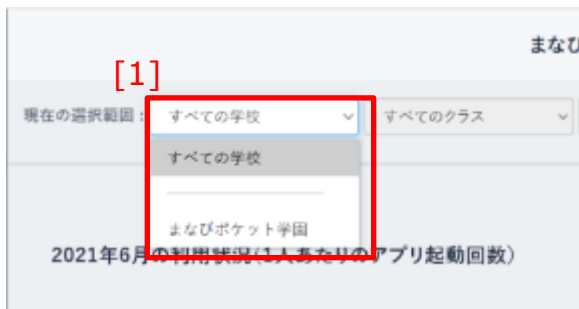 まなび
[1]
現在の選択範囲： すべての学校 すべてのクラス
すべての学校
まなびポケット学園
2021年6月の利用状況(1人あたりのアプリ起動回数)